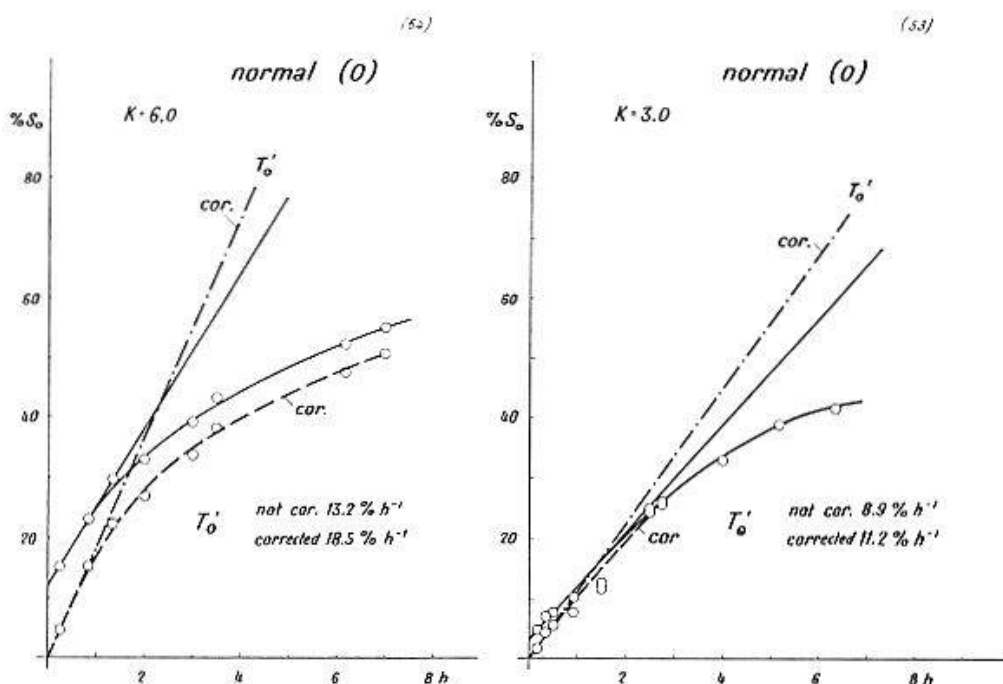 (52)
normal (0)
K = 6.0
% S₀
T₀'
cor.
80
60
40
20
cor.
T₀' not cor. 13.2 % h⁻¹
corrected 18.5 % h⁻¹
2 4 6 8 h
(53)
normal (0)
K = 3.0
% S₀
T₀'
cor.
80
60
40
20
cor
T₀' not cor. 8.9 % h⁻¹
corrected 11.2 % h⁻¹
2 4 6 8 h